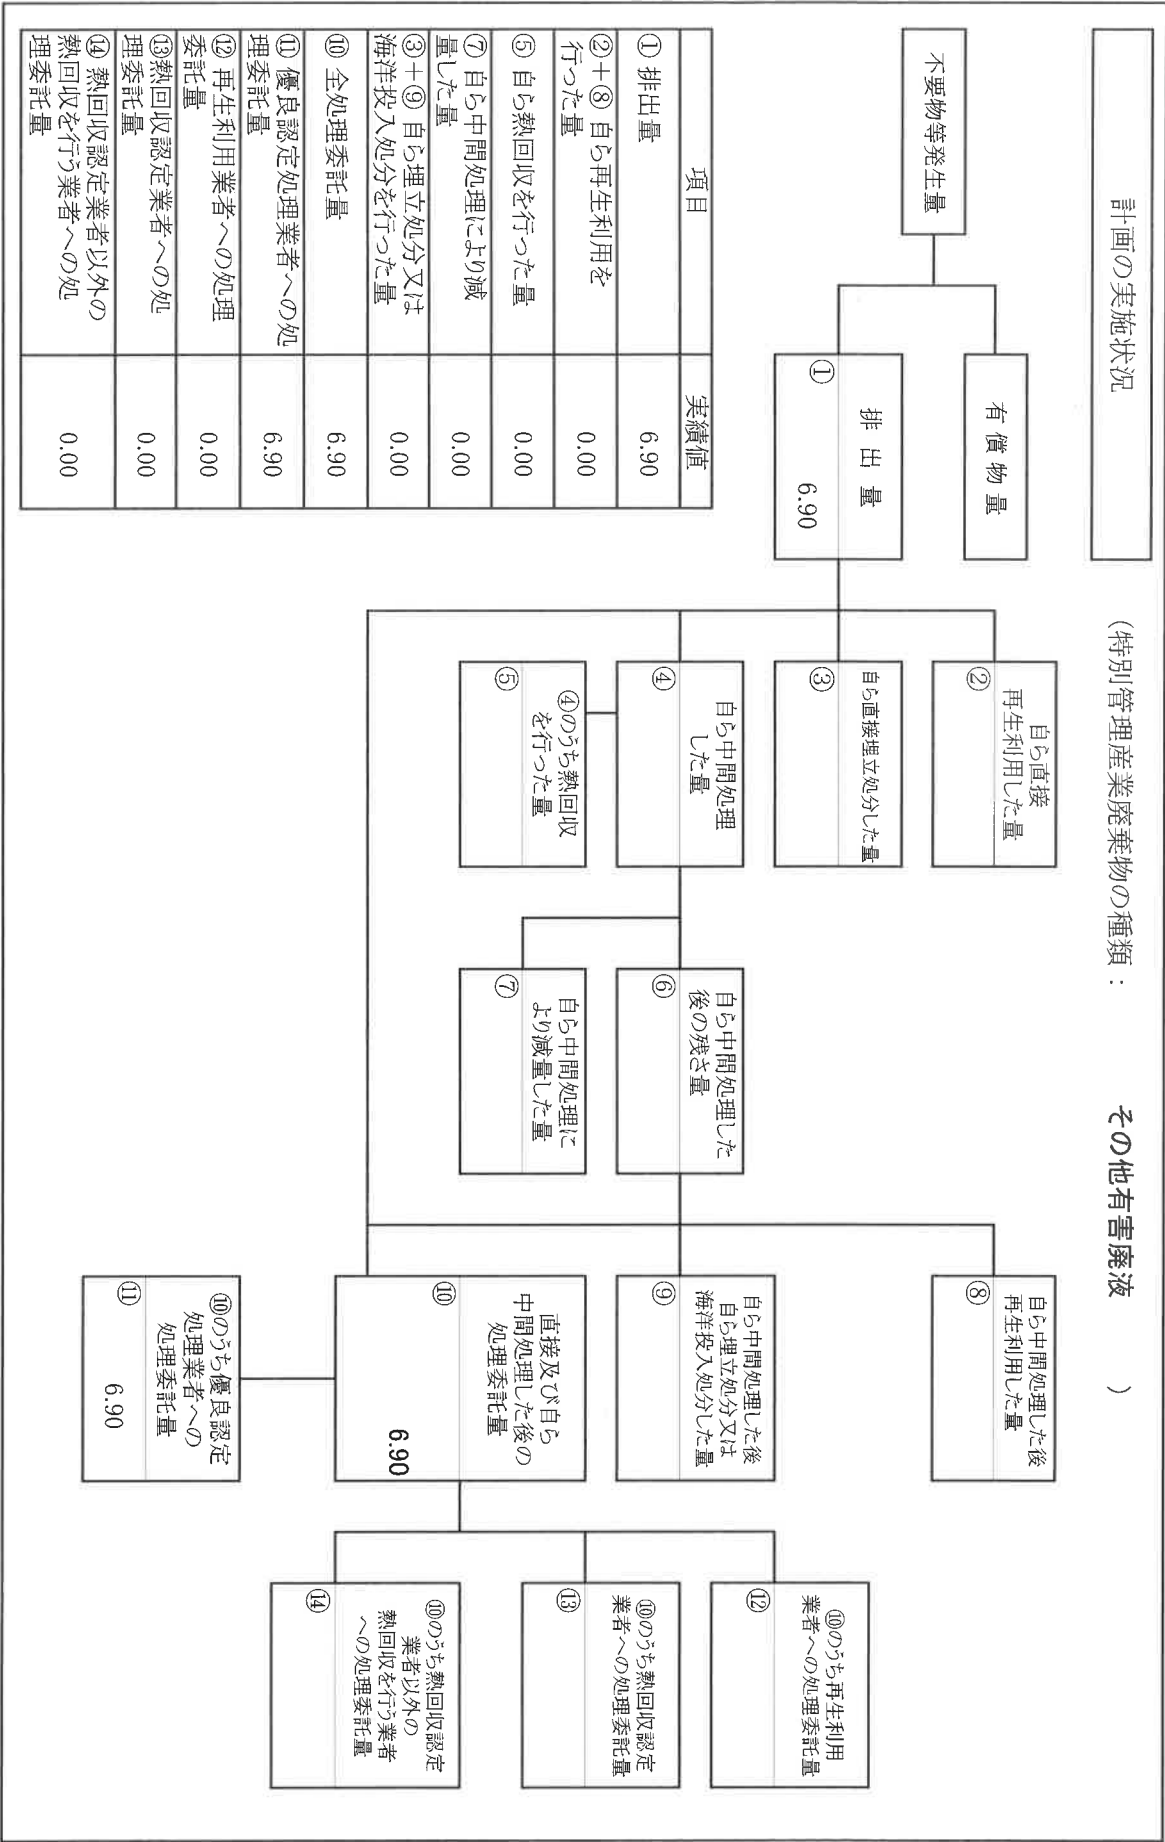 計画の実施状況
（特別管理産業廃棄物の種類：
その他有害廃液
）
不要物等発生量
有償物量
排出量
①
6.90
自ら直接
再生利用した量
②
自ら直接埋立処分した量
③
自ら中間処理
した量
④
④のうち熱回収
を行った量
⑤
自ら中間処理した
後の残さ量
⑥
自ら中間処理に
より減量した量
⑦
自ら中間処理した後
再生利用した量
⑧
自ら中間処理した後
自ら埋立処分又は
海洋投入処分した量
⑨
直接及び自ら
中間処理した後の
処理委託量
⑩
6.90
⑩のうち優良認定
処理業者への
処理委託量
⑪
6.90
⑩のうち再生利用
業者への処理委託量
⑫
⑩のうち熱回収認定
業者への処理委託量
⑬
⑩のうち熱回収認定
業者以外の
熱回収を行う業者
への処理委託量
⑭
項目 実績値
①排出量 6.90
②＋⑧ 自ら再生利用を
行った量 0.00
⑤ 自ら熱回収を行った量 0.00
⑦ 自ら中間処理により減
量した量 0.00
③＋⑨ 自ら埋立処分又は
海洋投入処分を行った量 0.00
⑩ 全処理委託量 6.90
⑪ 優良認定処理業者への処
理委託量 6.90
⑫ 再生利用業者への処理
委託量 0.00
⑬熱回収認定業者への処
理委託量 0.00
⑭ 熱回収認定業者以外の
熱回収を行う業者への処
理委託量 0.00